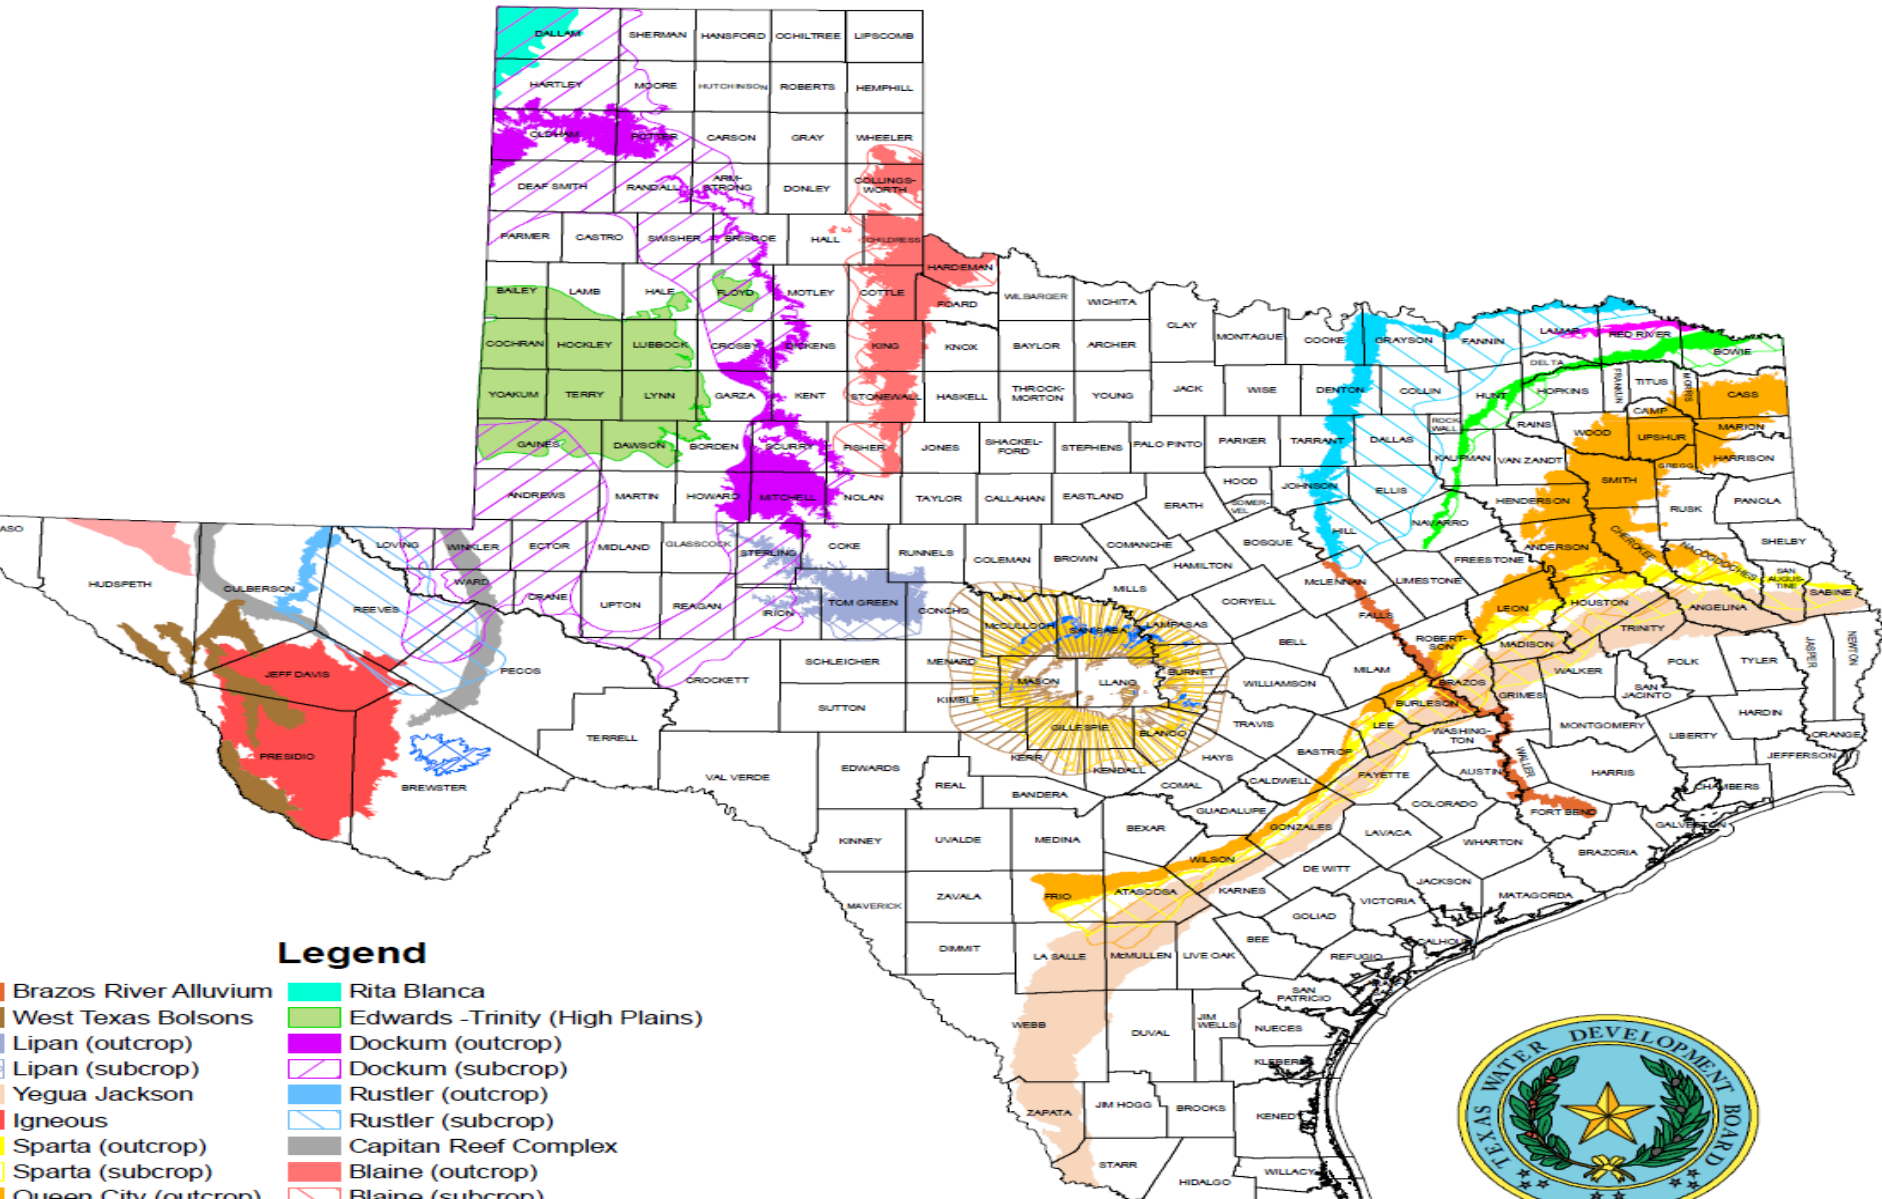 DALLAM SHERMAN HANSFORD OCHILTREE LIPSCOMB
HARTLEY MOORE HUTCHINSON ROBERTS HEMPHILL
OLDHAM POTTER CARSON GRAY WHEELER
DEAF SMITH RANDALL ARM-
STRONG DONLEY COLLINGS-
WORTH
PARMER CASTRO SWISHER BRISCOE HALL CHILDRESS
HARDEMAN
BAILEY LAMB HALE FLOYD MOTLEY COTTLE FOARD WILBARGER WICHITA
CLAY MONTAGUE COOKE GRAYSON FANNIN LAMAR RED RIVER BOWIE
COCHRAN HOCKLEY LUBBOCK CROSBY DICKENS KING KNOX BAYLOR ARCHER
DELTA FRANKLIN TITUS MORRIS CASS
YOAKUM TERRY LYNN GARZA KENT STONEWALL HASKELL THROCK-
MORTON YOUNG JACK WISE DENTON COLLIN HUNT HOPKINS
CAMP MARION
GAINES DAWSON BORDEN SCURRY FISHER JONES SHACKEL-
FORD STEPHENS PALO PINTO PARKER TARRANT DALLAS ROCK
WALL RAINS WOOD UPSHUR
KAUFMAN VAN ZANDT GREGG HARRISON
ANDREWS MARTIN HOWARD MITCHELL NOLAN TAYLOR CALLAHAN EASTLAND ERATH HOOD SOMER-
VEL JOHNSON ELLIS HENDERSON SMITH RUSK PANOLA
ASO
HUDSPETH CULBERSON REEVES LOVING WINKLER ECTOR MIDLAND GLASSCOCK STERLING COKE RUNNELS COLEMAN BROWN COMANCHE BOSQUE HILL NAVARRO ANDERSON CHEROKEE SHELBY
WARD CRANE UPTON REAGAN IRION TOM GREEN CONCHO MILLS HAMILTON McLENNAN LIMESTONE FREESTONE NACOGDOCHES SAN
AUGUS-
TINE SABINE
McCULLOCH SAN SABA LAMPASAS CORYELL FALLS LEON HOUSTON ANGELINA
BELL ROBERT-
SON MADISON TRINITY
JEFF DAVIS PECOS CROCKETT SCHLEICHER MENARD MASON LLANO BURNET WILLIAMSON MILAM BRAZOS GRIMES WALKER SAN
JACINTO POLK TYLER JASPER NEWTON
SUTTON KIMBLE GILLESPIE BLANCO TRAVIS LEE BURLESON WASHING-
TON MONTGOMERY LIBERTY HARDIN ORANGE
PRESIDIO BREWSTER TERRELL VAL VERDE EDWARDS REAL KERR KENDALL HAYS BASTROP FAYETTE AUSTIN WALLER HARRIS CHAMBERS JEFFERSON
BANDERA COMAL CALDWELL COLORADO FORT BEND GALVESTON
KINNEY UVALDE MEDINA BEXAR GUADALUPE GONZALES LAVACA WHARTON BRAZORIA
MAVERICK ZAVALA FRIO ATASCOSA WILSON KARNES DE WITT JACKSON MATAGORDA
GOLIAD VICTORIA
DIMMIT LA SALLE McMULLEN LIVE OAK BEE REFUGIO CALHOUN
SAN
PATRICIO
WEBB DUVAL JIM
WELLS NUECES
KLEBERG
ZAPATA JIM HOGG BROOKS KENEDY
STARR HIDALGO WILLACY
Legend
Brazos River Alluvium
West Texas Bolsons
Lipan (outcrop)
Lipan (subcrop)
Yegua Jackson
Igneous
Sparta (outcrop)
Sparta (subcrop)
Queen City (outcrop)
Rita Blanca
Edwards -Trinity (High Plains)
Dockum (outcrop)
Dockum (subcrop)
Rustler (outcrop)
Rustler (subcrop)
Capitan Reef Complex
Blaine (outcrop)
Blaine (subcrop)
TEXAS WATER DEVELOPMENT BOARD